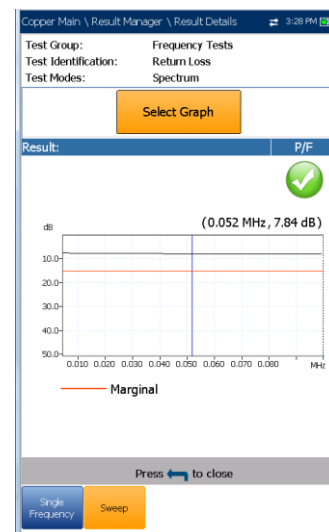 Copper Main \ Result Manager \ Result Details 3:28 PM
Test Group: Frequency Tests
Test Identification: Return Loss
Test Modes: Spectrum
Select Graph
Result: P/F
dB (0.052 MHz, 7.84 dB)
10.0
20.0
30.0
40.0
50.0
0.010 0.020 0.030 0.040 0.050 0.060 0.070 0.080 MHz
Marginal
Press to close
Single
Frequency
Sweep